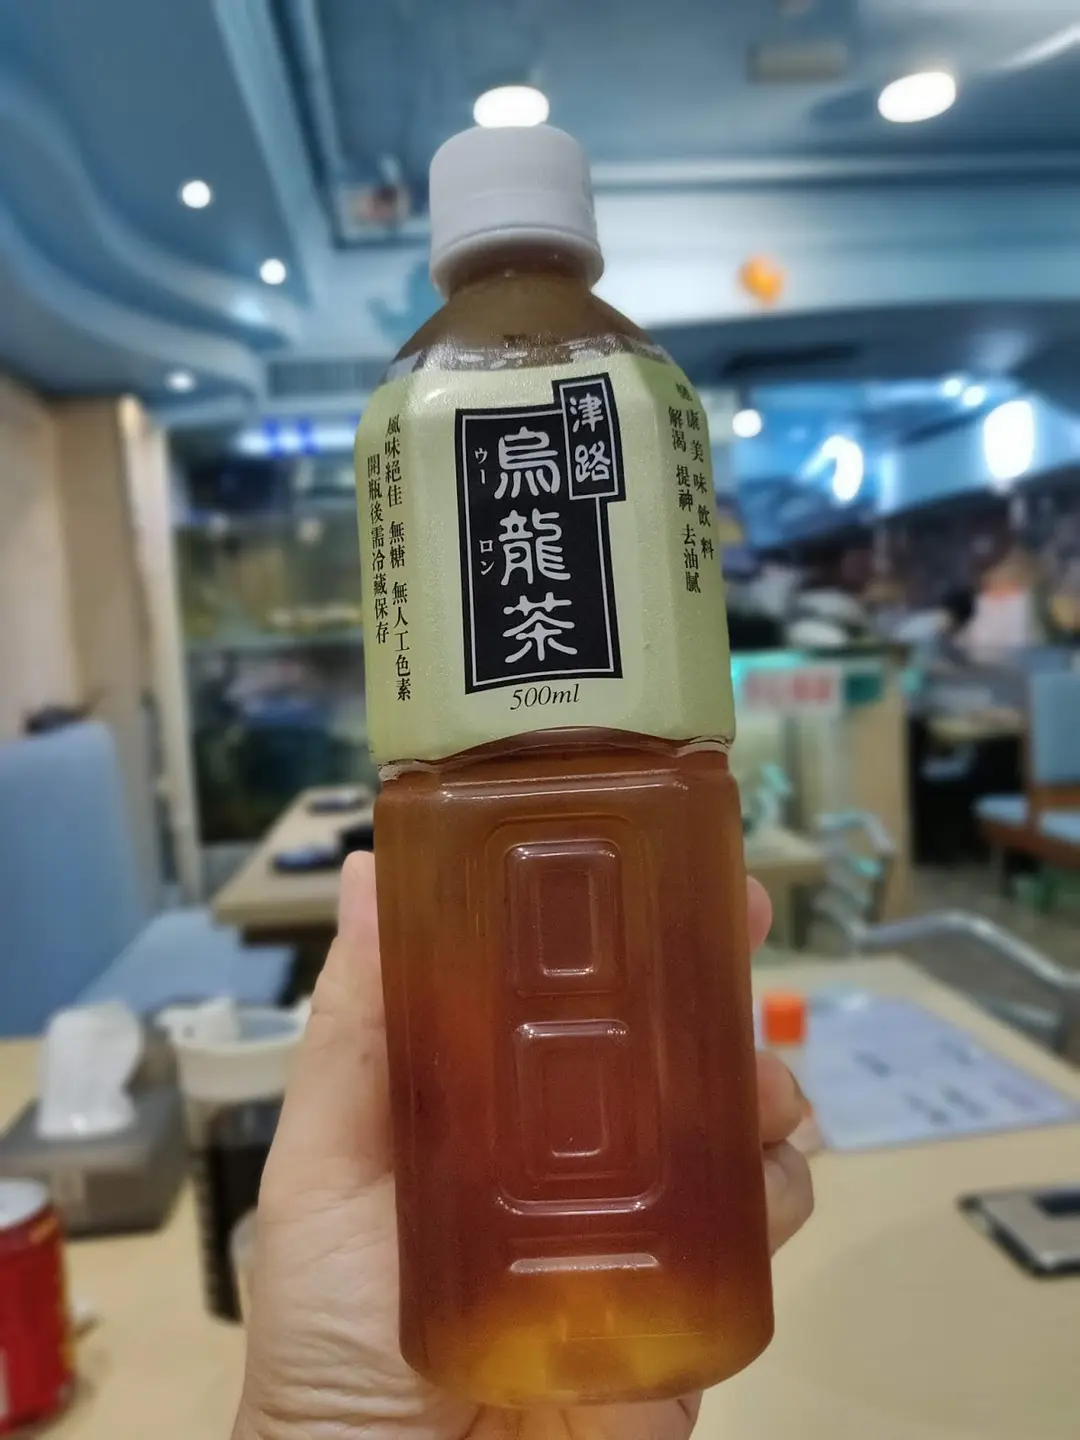 津路
烏龍茶
ウーロン
500ml
風味絕佳 無糖 無人工色素
開瓶後需冷藏保存
健康美味飲料
解渴 提神 去油膩